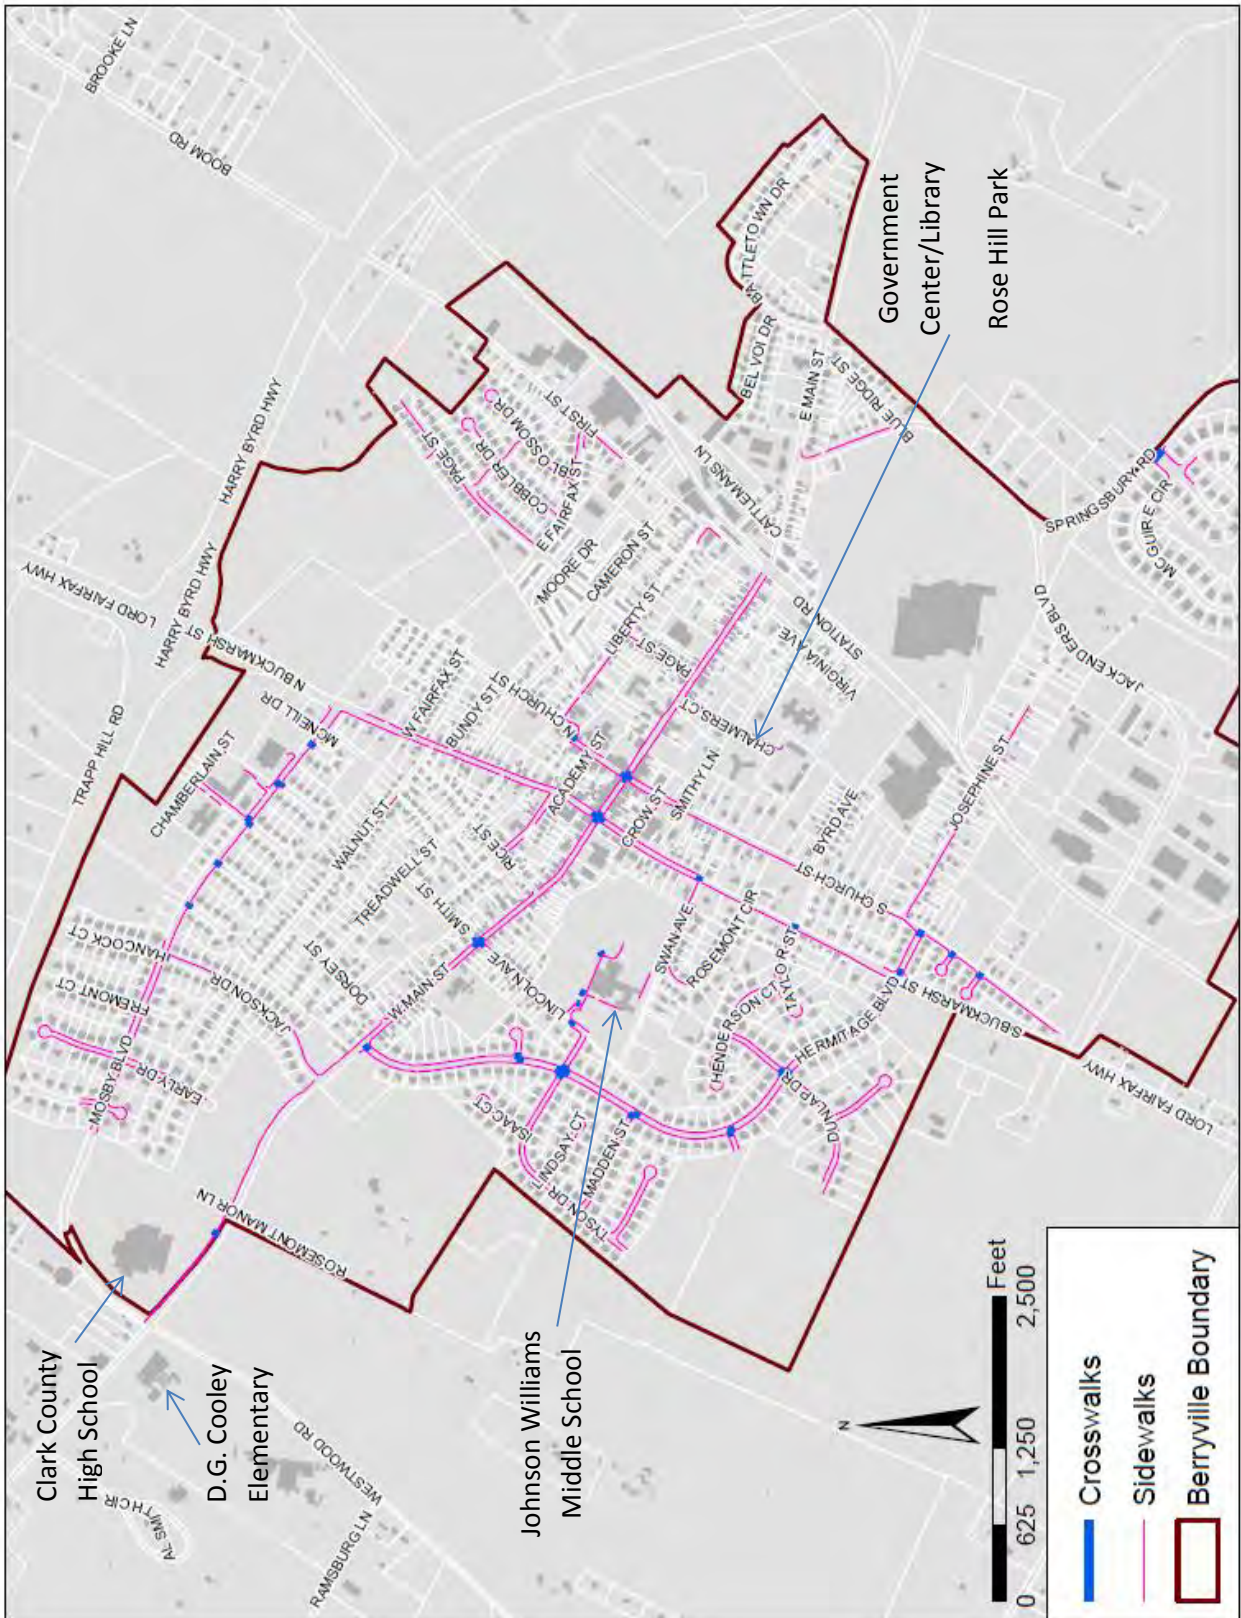 BROOKE LN
BOOM RD
HARRY BYRD HWY
HARRY BYRD HWY
LORD FAIRFAX HWY
TRAPP HILL RD
N BUCKMARSH ST
MCNEILL DR
CHAMBERLAIN ST
HANCOCK CT
FREMONT CT
MOSBY BLVD
EARLY DR
JACKSON DR
DORSEY ST
TREADWELL ST
WALNUT ST
SMITH ST
RICE ST
W FAIRFAX ST
BUNDY ST
N CHURCH ST
ACADEMY ST
LIBERTY ST
PAGE ST
CAMERON ST
MOORE DR
E FAIRFAX ST
COBBLER DR
BLOSSOM DR
PAGE ST
FIRST ST
CATTLEMANS LN
BATTLETOWN DR
BEL VOI DR
E MAIN ST
BLUE RIDGE ST
STATION RD
VIRGINIA AVE
CHALMERS CT
SMITHY LN
CROW ST
BYRD AVE
S CHURCH ST
JOSEPHINE ST
JACK ENDERS BLVD
SPRINGSBURY RD
MCGUIRE CIR
W MAIN ST
LINCOLN AVE
SWAN AVE
ROSEMONT CIR
TAYLOR ST
HENDERSON CT
HERMITAGE BLVD
DUNLAP DR
S BUCKMARSH ST
LORD FAIRFAX HWY
ISAAC CT
LINDSAY CT
MADDEN ST
TYSON DR
ROSEMONT MANOR LN
WESTWOOD RD
RAMSBURG LN
AL SMITH CIR
Clark County
High School
D.G. Cooley
Elementary
Johnson Williams
Middle School
Government
Center/Library
Rose Hill Park
N
0 625 1,250 2,500
Feet
Crosswalks
Sidewalks
Berryville Boundary